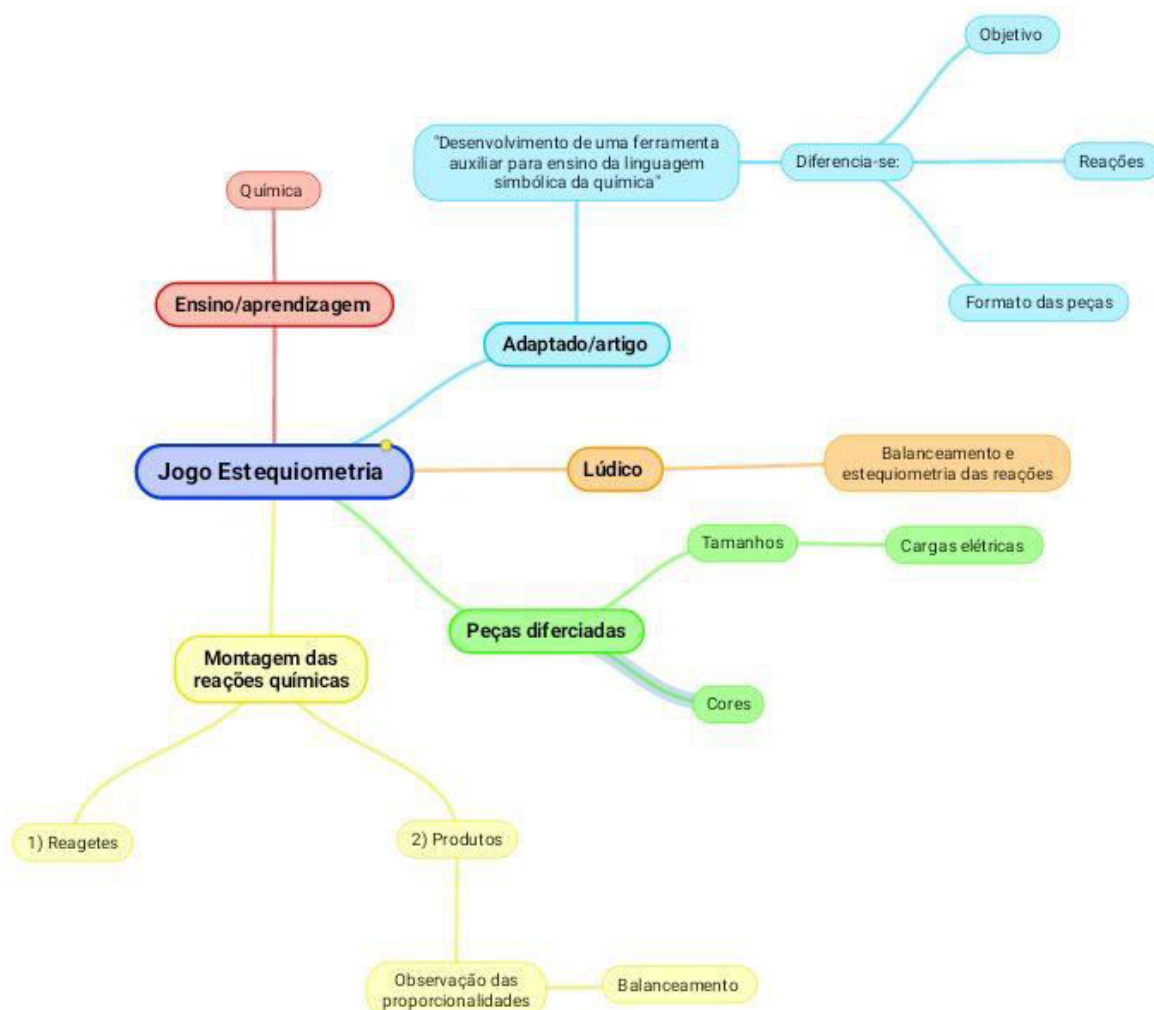 Objetivo
"Desenvolvimento de uma ferramenta
auxiliar para ensino da linguagem
simbólica da química"
Diferencia-se:
Reações
Química
Ensino/aprendizagem
Formato das peças
Adaptado/artigo
Jogo Estequiometria
Lúdico
Balanceamento e
estequiometria das reações
Tamanhos
Cargas elétricas
Peças diferciadas
Montagem das
reações químicas
Cores
1) Reagetes
2) Produtos
Observação das
proporcionalidades
Balanceamento